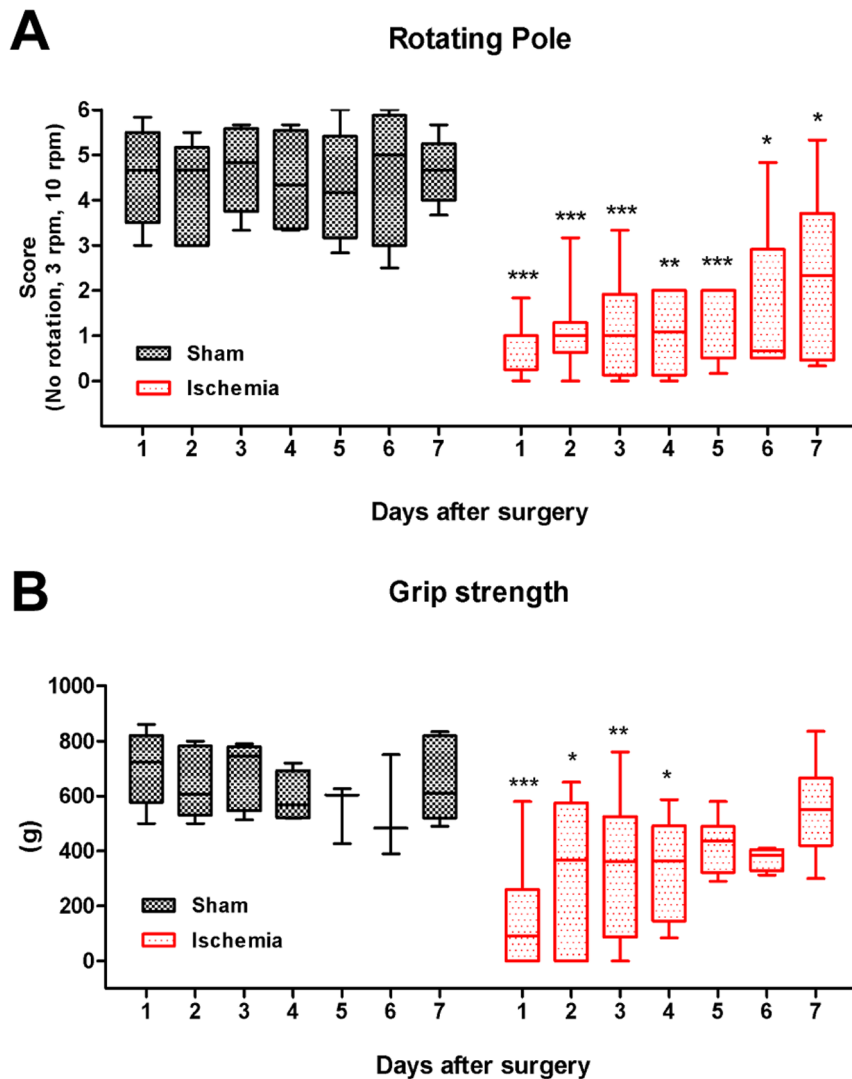 A
Rotating Pole
Score
(No rotation, 3 rpm, 10 rpm)
6
5
4
3
2
1
0
***
***
***
**
***
*
*
Sham
Ischemia
1 2 3 4 5 6 7 1 2 3 4 5 6 7
Days after surgery
B
Grip strength
(g)
1000
800
600
400
200
0
***
*
**
*
Sham
Ischemia
1 2 3 4 5 6 7 1 2 3 4 5 6 7
Days after surgery